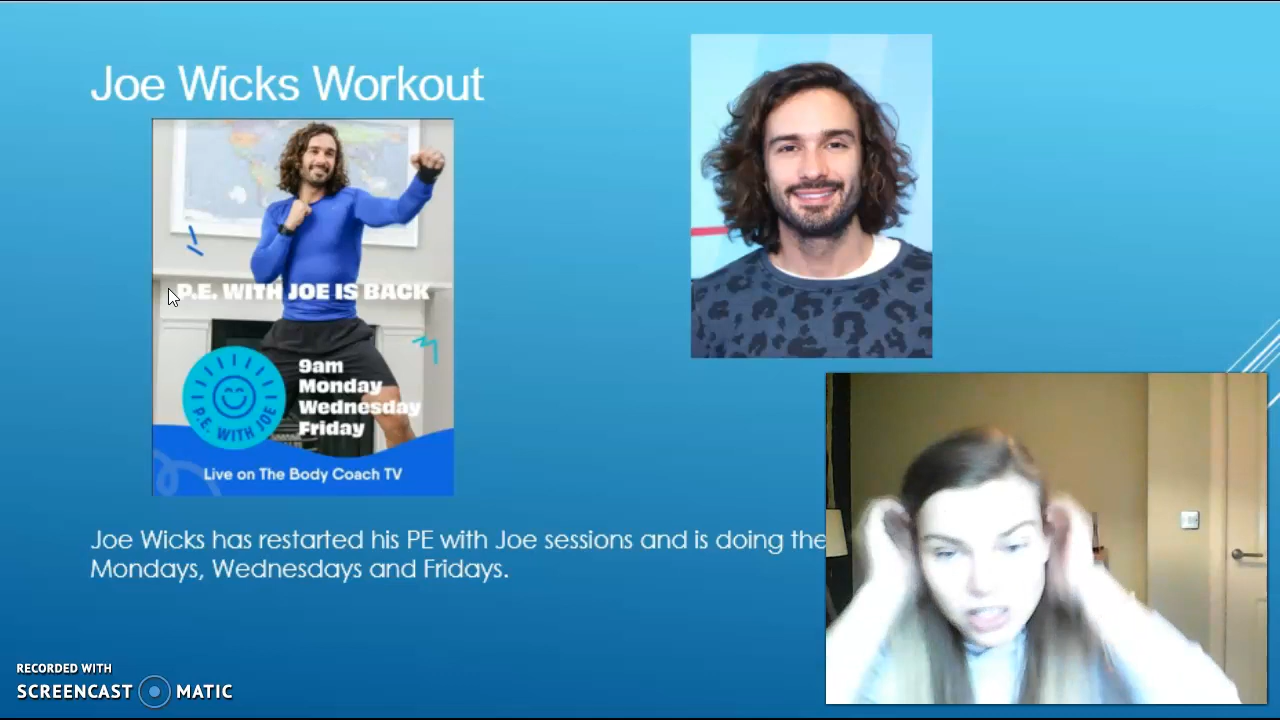 Joe Wicks Workout
P.E. WITH JOE IS BACK
9am
Monday
Wednesday
Friday
P.E. WITH JOE
Live on The Body Coach TV
Joe Wicks has restarted his PE with Joe sessions and is doing the
Mondays, Wednesdays and Fridays.
RECORDED WITH
SCREENCAST MATIC